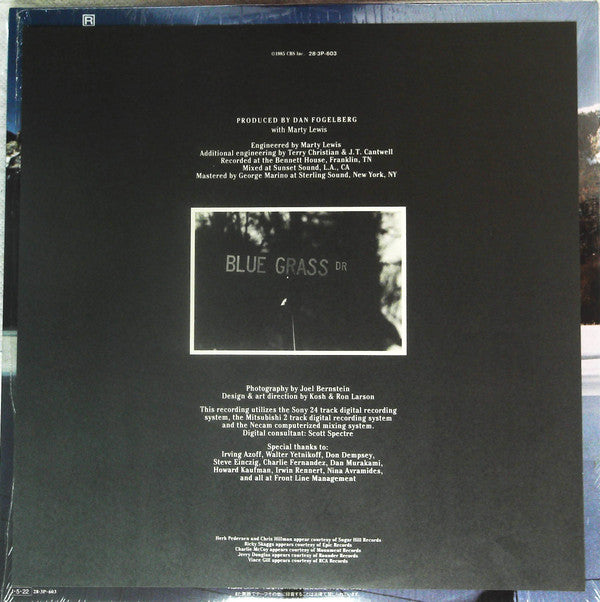 R
©1985 CBS Inc. 28·3P-603
PRODUCED BY DAN FOGELBERG
with Marty Lewis
Engineered by Marty Lewis
Additional engineering by Terry Christian & J.T. Cantwell
Recorded at the Bennett House, Franklin, TN
Mixed at Sunset Sound, L.A., CA
Mastered by George Marino at Sterling Sound, New York, NY
BLUE GRASS DR
Photography by Joel Bernstein
Design & art direction by Kosh & Ron Larson
This recording utilizes the Sony 24 track digital recording
system, the Mitsubishi 2 track digital recording system
and the Necam computerized mixing system.
Digital consultant: Scott Spectre
Special thanks to:
Irving Azoff, Walter Yetnikoff, Don Dempsey,
Steve Einczig, Charlie Fernandez, Dan Murakami,
Howard Kaufman, Irwin Rennert, Nina Avramides,
and all at Front Line Management
Herb Pedersen and Chris Hillman appear courtesy of Sugar Hill Records
Ricky Skaggs appears courtesy of Epic Records
Charlie McCoy appears courtesy of Monument Records
Jerry Douglas appears courtesy of Rounder Records
Vince Gill appears courtesy of RCA Records
-5-22 28·3P-603